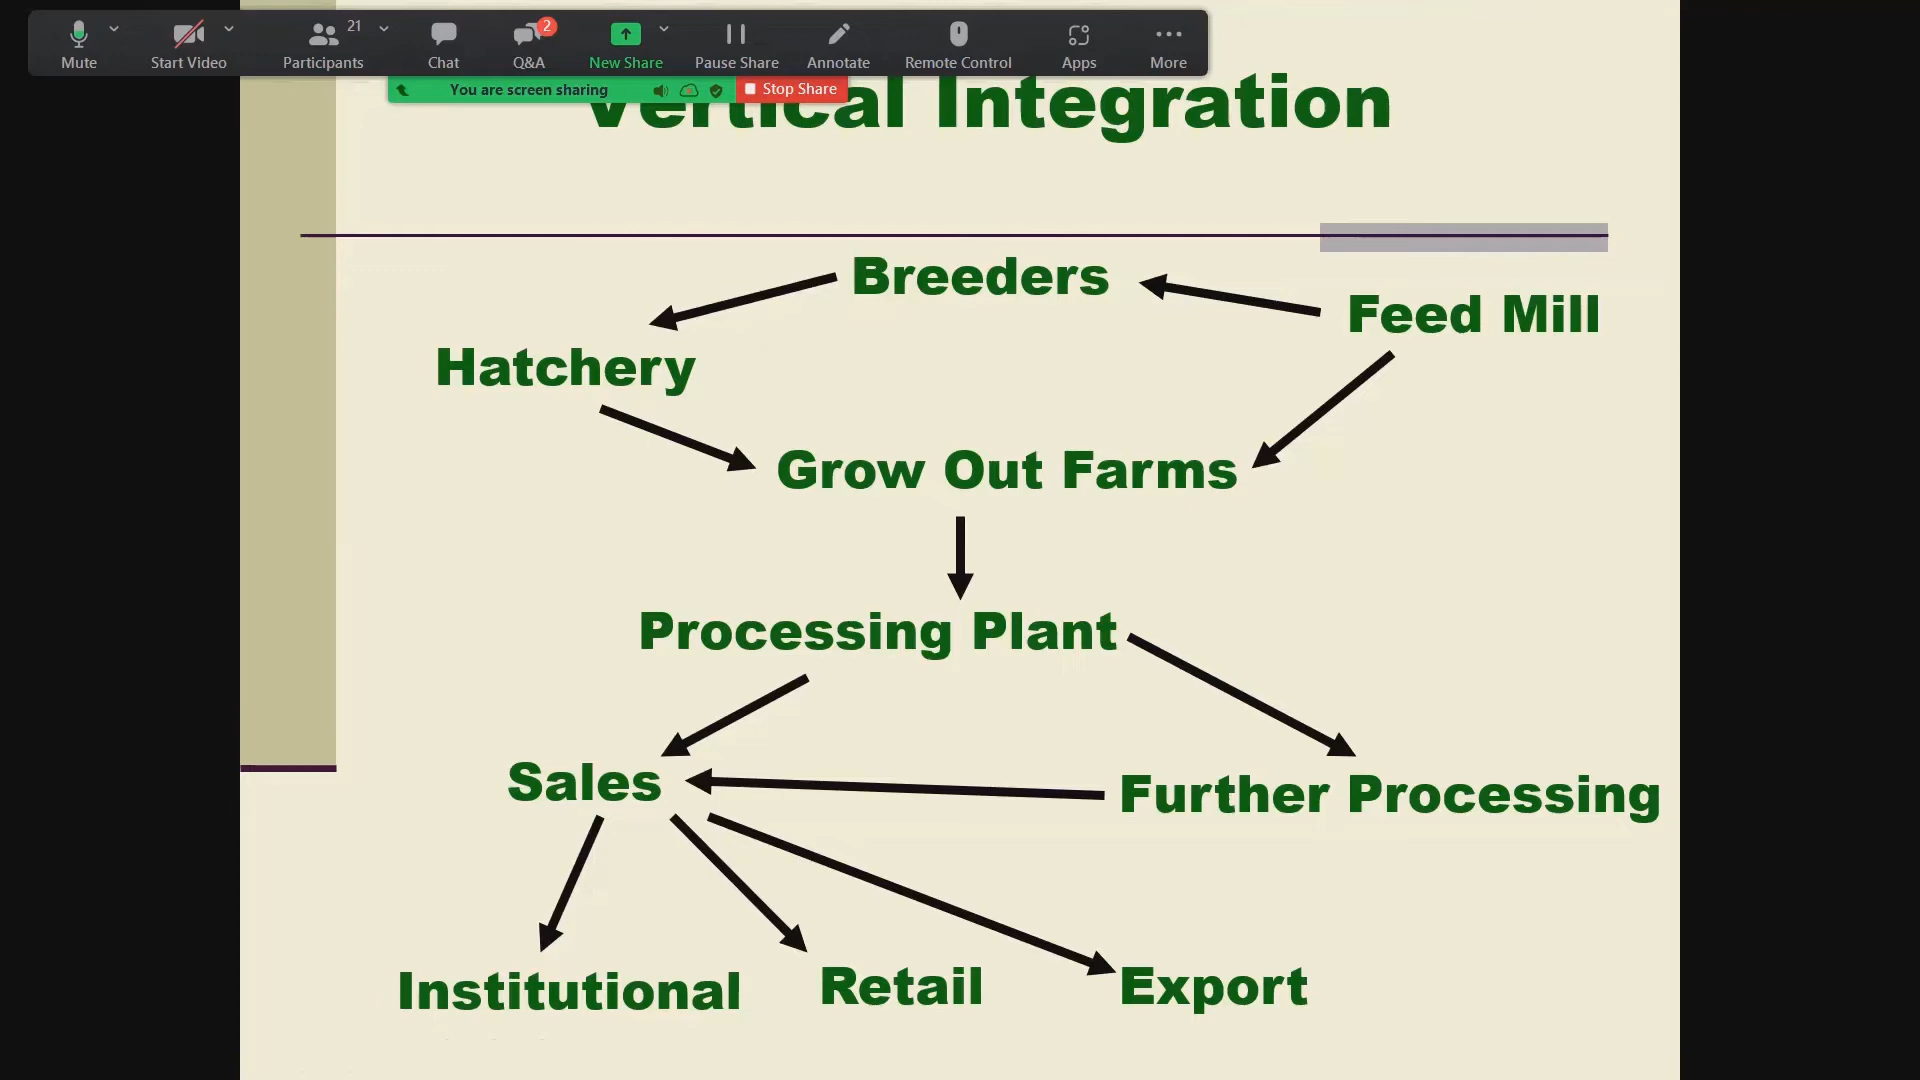 21
2
Mute
Start Video
Participants
Chat
Q&A
New Share
Pause Share
Annotate
Remote Control
Apps
More
You are screen sharing
Stop Share
Vertical Integration
Breeders
Feed Mill
Hatchery
Grow Out Farms
Processing Plant
Sales
Further Processing
Institutional
Retail
Export